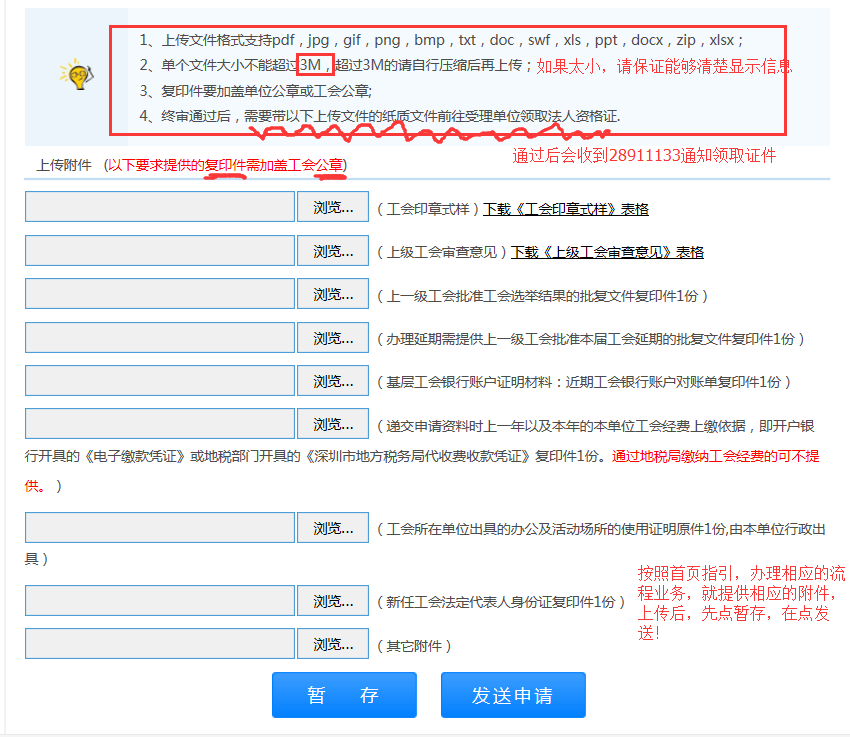 1、上传文件格式支持pdf，jpg，gif，png，bmp，txt，doc，swf，xls，ppt，docx，zip，xlsx；
2、单个文件大小不能超过3M，超过3M的请自行压缩后再上传；如果太小，请保证能够清楚显示信息
3、复印件要加盖单位公章或工会公章;
4、终审通过后，需要带以下上传文件的纸质文件前往受理单位领取法人资格证.
通过后会收到28911133通知领取证件
上传附件 （以下要求提供的复印件需加盖工会公章）
浏览... （工会印章式样）下载《工会印章式样》表格
浏览... （上级工会审查意见）下载《上级工会审查意见》表格
浏览... （上一级工会批准工会选举结果的批复文件复印件1份）
浏览... （办理延期需提供上一级工会批准本届工会延期的批复文件复印件1份）
浏览... （基层工会银行账户证明材料：近期工会银行账户对账单复印件1份）
浏览... （递交申请资料时上一年以及本年的本单位工会经费上缴依据，即开户银
行开具的《电子缴款凭证》或地税部门开具的《深圳市地方税务局代收费收款凭证》复印件1份。通过地税局缴纳工会经费的可不提
供。）
浏览... （工会所在单位出具的办公及活动场所的使用证明原件1份,由本单位行政出
具）
浏览... （新任工会法定代表人身份证复印件1份）
浏览... （其它附件）
按照首页指引，办理相应的流
程业务，就提供相应的附件，
上传后，先点暂存，在点发
送！
暂 存
发送申请